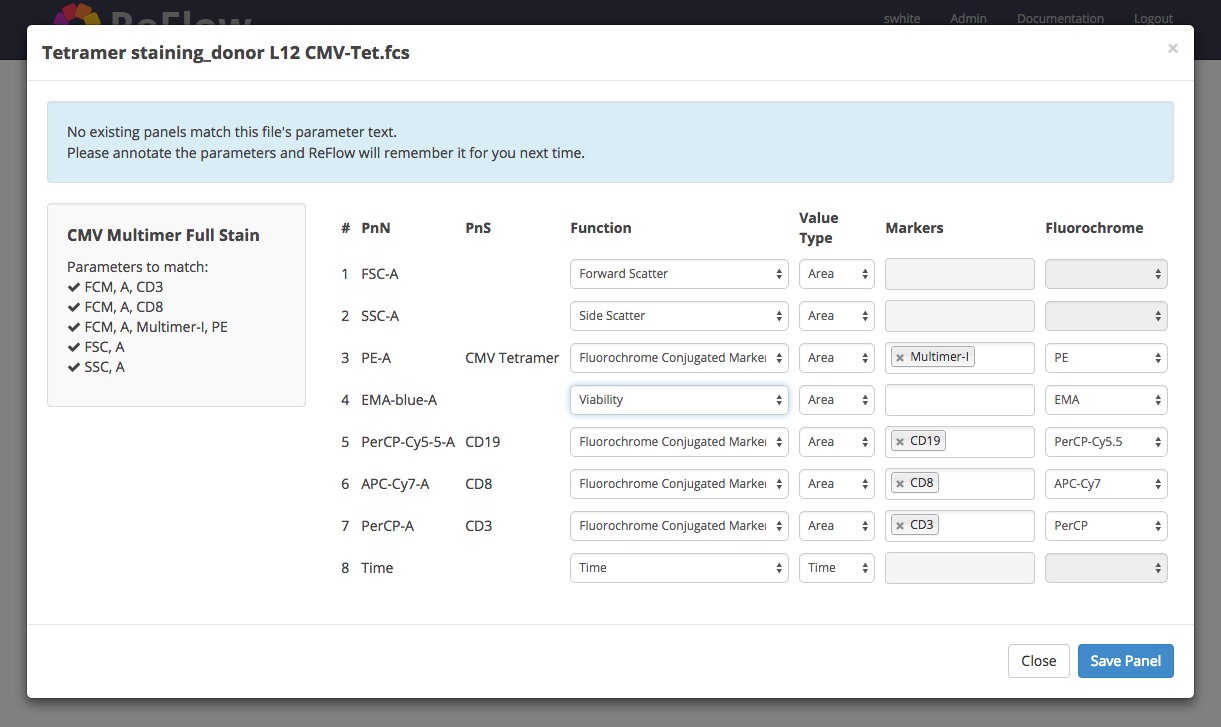 ReFlow swhite Admin Documentation Logout
Tetramer staining_donor L12 CMV-Tet.fcs ×
No existing panels match this file's parameter text.
Please annotate the parameters and ReFlow will remember it for you next time.
CMV Multimer Full Stain
Parameters to match:
✔ FCM, A, CD3
✔ FCM, A, CD8
✔ FCM, A, Multimer-I, PE
✔ FSC, A
✔ SSC, A
# PnN PnS Function Value Type Markers Fluorochrome
1 FSC-A Forward Scatter Area
2 SSC-A Side Scatter Area
3 PE-A CMV Tetramer Fluorochrome Conjugated Marker Area × Multimer-I PE
4 EMA-blue-A Viability Area EMA
5 PerCP-Cy5-5-A CD19 Fluorochrome Conjugated Marker Area × CD19 PerCP-Cy5.5
6 APC-Cy7-A CD8 Fluorochrome Conjugated Marker Area × CD8 APC-Cy7
7 PerCP-A CD3 Fluorochrome Conjugated Marker Area × CD3 PerCP
8 Time Time Time
Close Save Panel